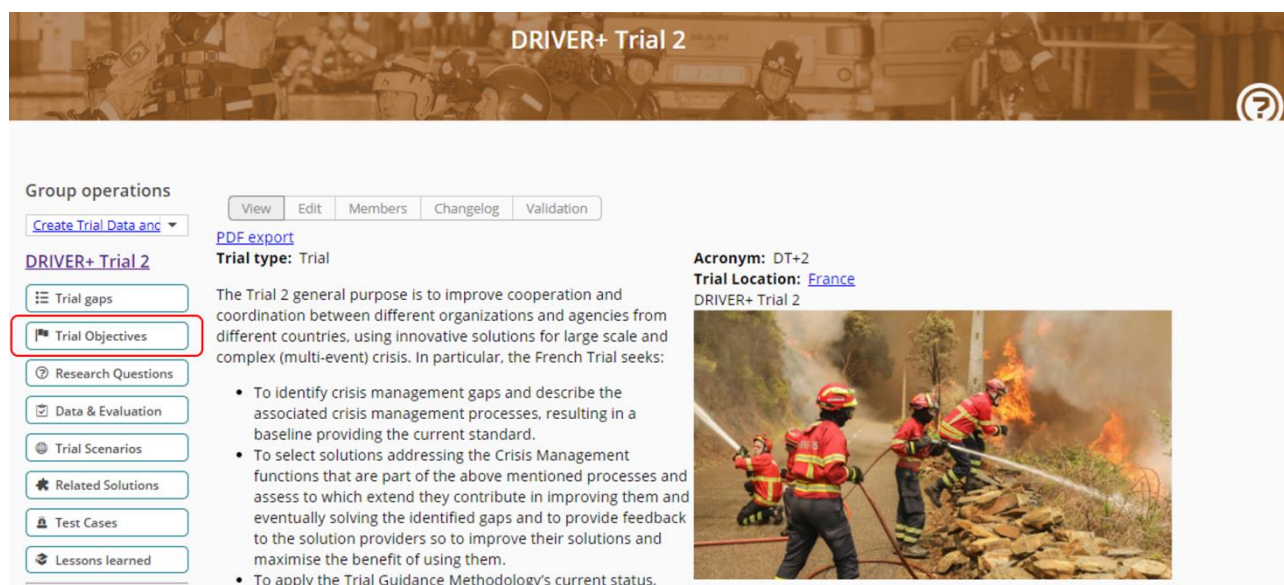 DRIVER+ Trial 2
Group operations
Create Trial Data and
DRIVER+ Trial 2
Trial gaps
Trial Objectives
Research Questions
Data & Evaluation
Trial Scenarios
Related Solutions
Test Cases
Lessons learned
View Edit Members Changelog Validation
PDF export
Trial type: Trial
The Trial 2 general purpose is to improve cooperation and
coordination between different organizations and agencies from
different countries, using innovative solutions for large scale and
complex (multi-event) crisis. In particular, the French Trial seeks:
• To identify crisis management gaps and describe the
associated crisis management processes, resulting in a
baseline providing the current standard.
• To select solutions addressing the Crisis Management
functions that are part of the above mentioned processes and
assess to which extend they contribute in improving them and
eventually solving the identified gaps and to provide feedback
to the solution providers so to improve their solutions and
maximise the benefit of using them.
• To apply the Trial Guidance Methodology's current status.
Acronym: DT+2
Trial Location: France
DRIVER+ Trial 2